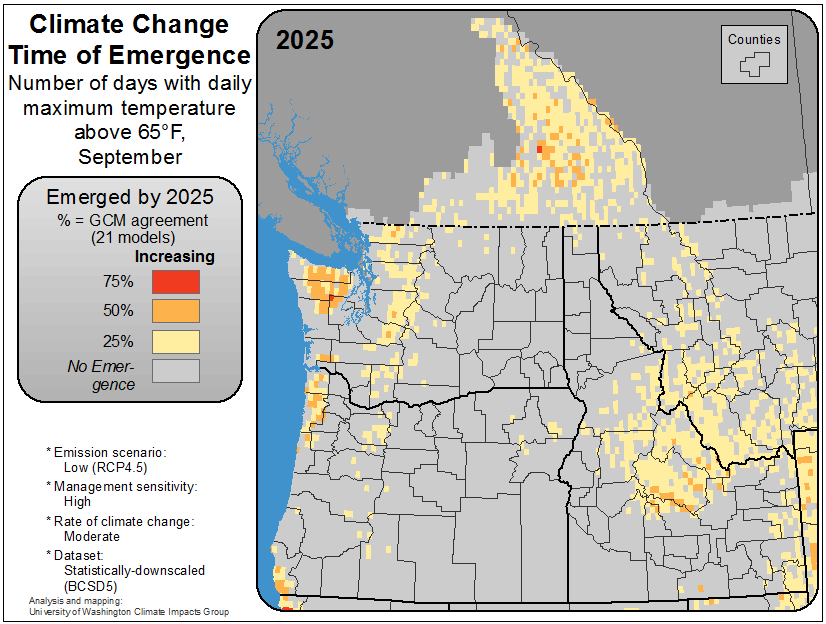 Climate Change
Time of Emergence
Number of days with daily
maximum temperature
above 65°F,
September
2025
Counties
Emerged by 2025
% = GCM agreement
(21 models)
Increasing
75%
50%
25%
No Emer-
gence
* Emission scenario:
Low (RCP4.5)
* Management sensitivity:
High
* Rate of climate change:
Moderate
* Dataset:
Statistically-downscaled
(BCSD5)
Analysis and mapping:
University of Washington Climate Impacts Group